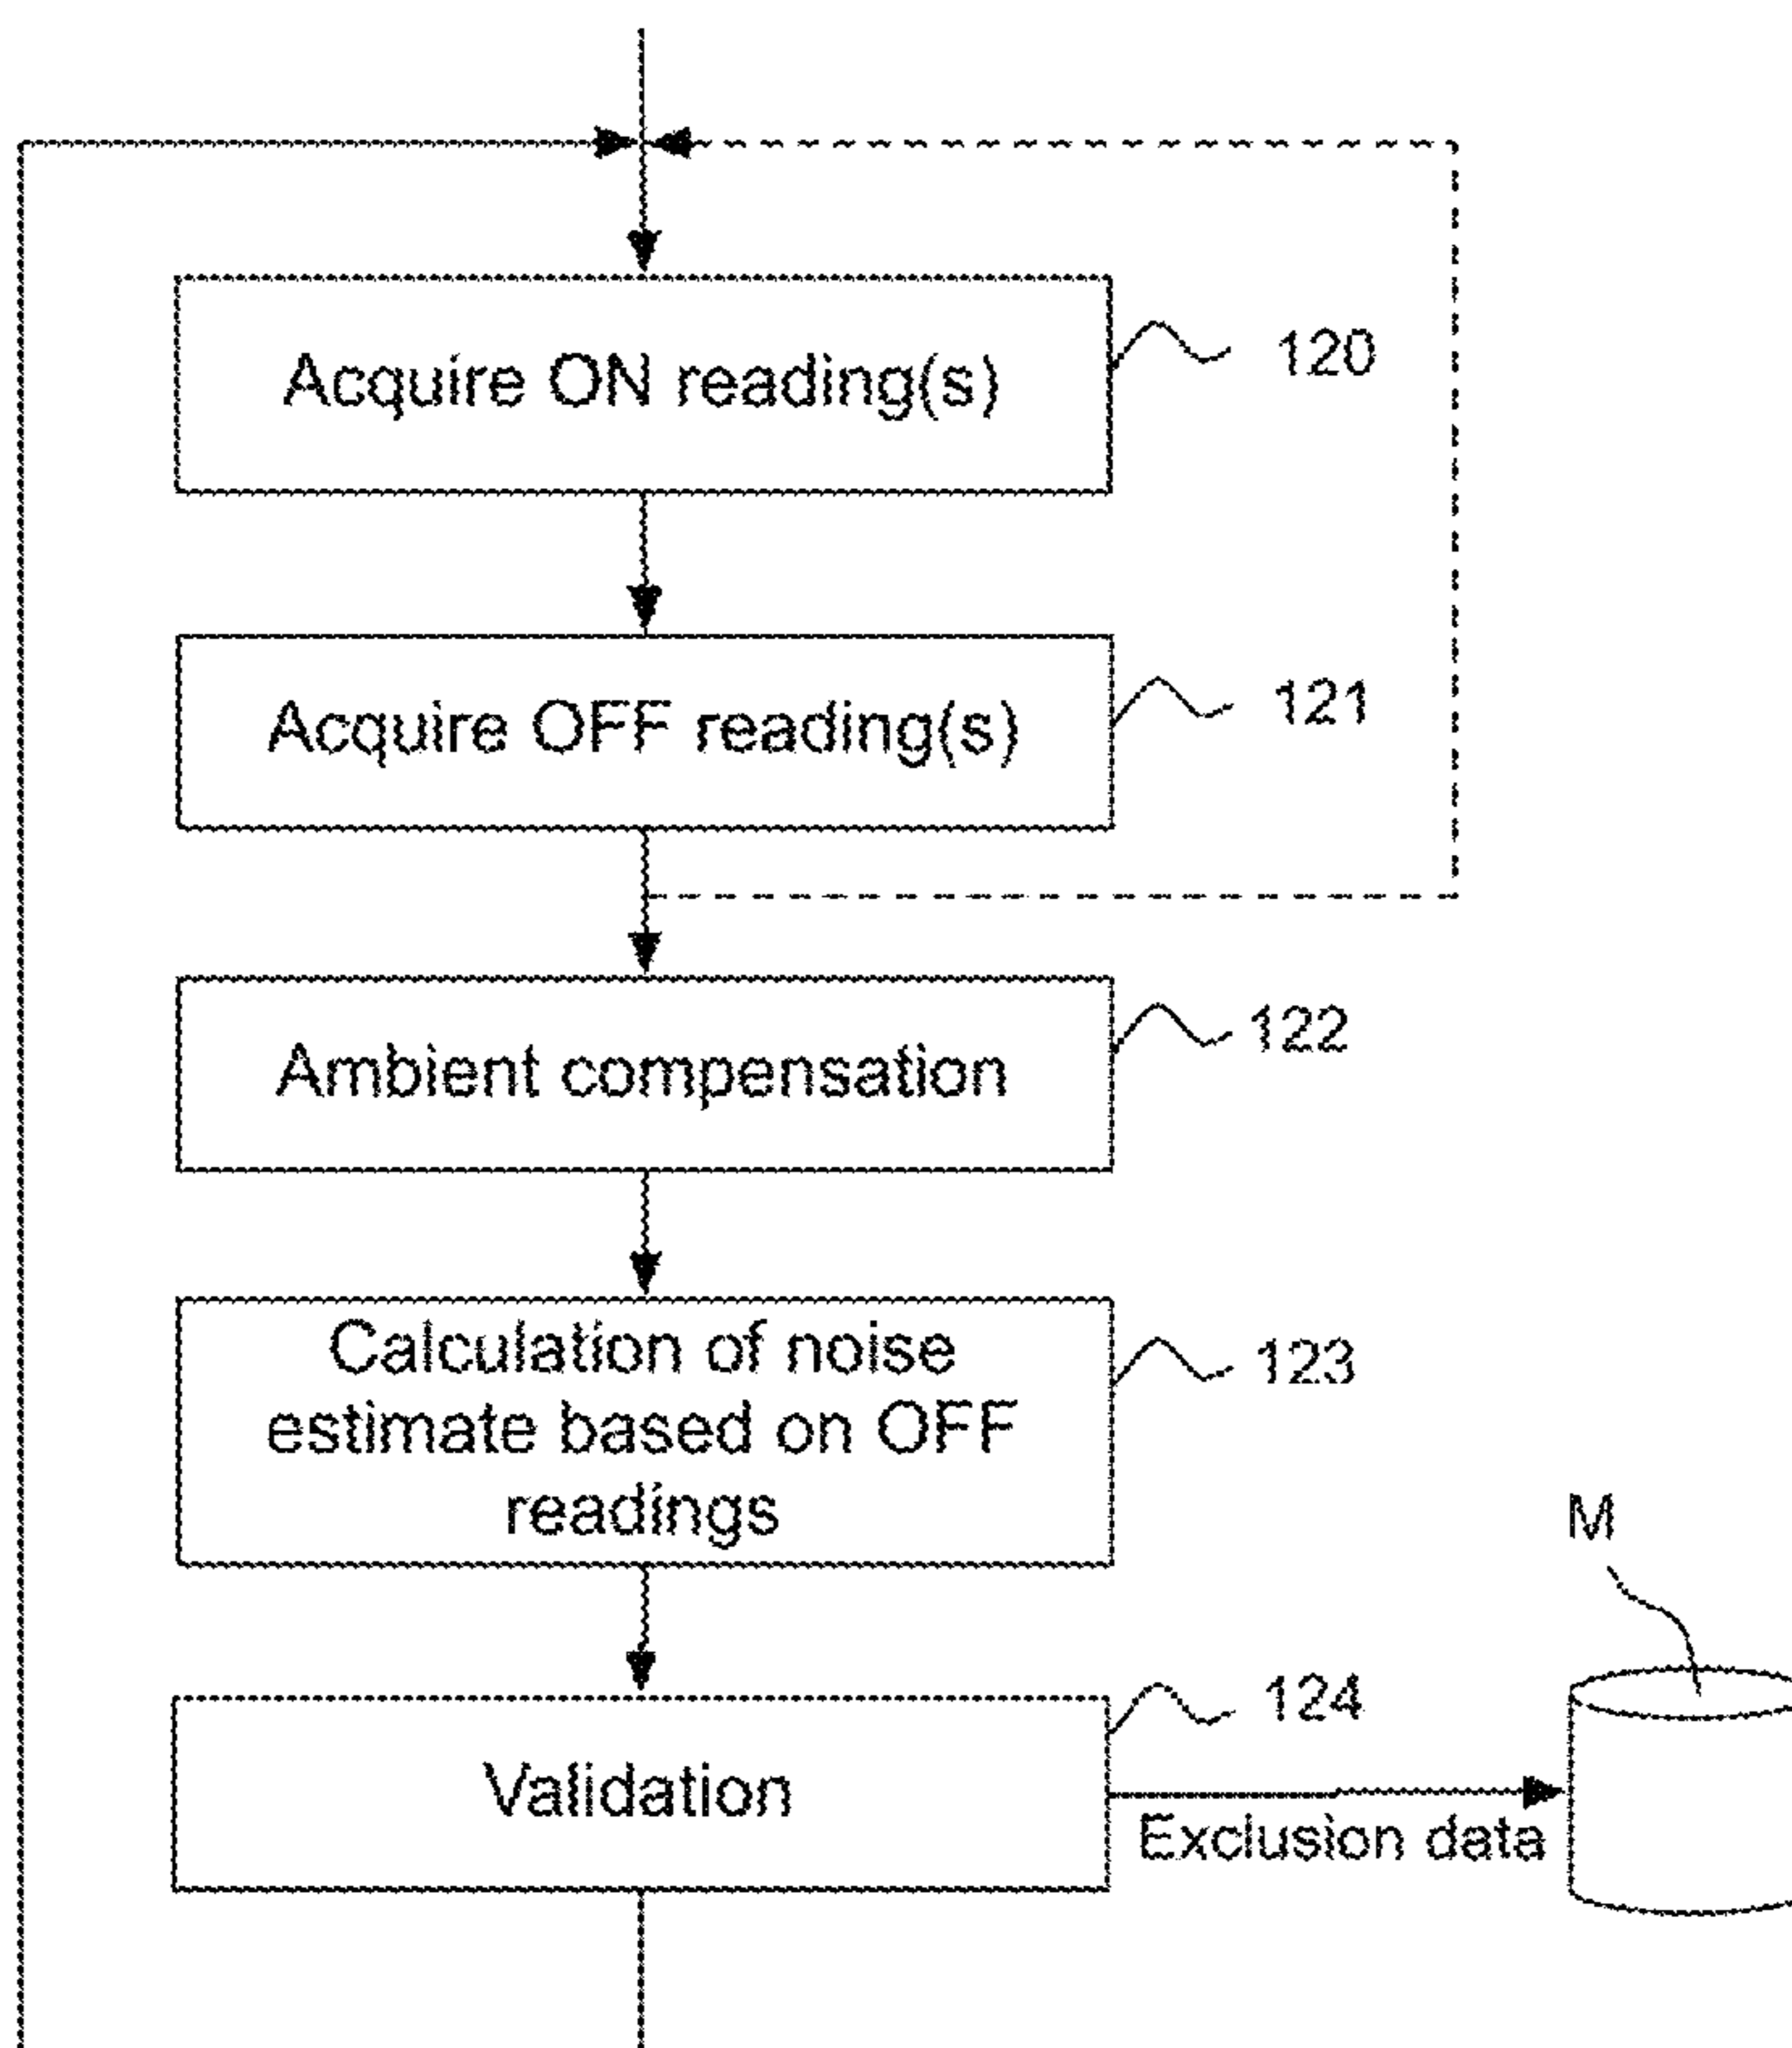 Acquire ON reading(s)
120
Acquire OFF reading(s)
121
Ambient compensation
122
Calculation of noise
estimate based on OFF
readings
123
M
Validation
124
Exclusion data